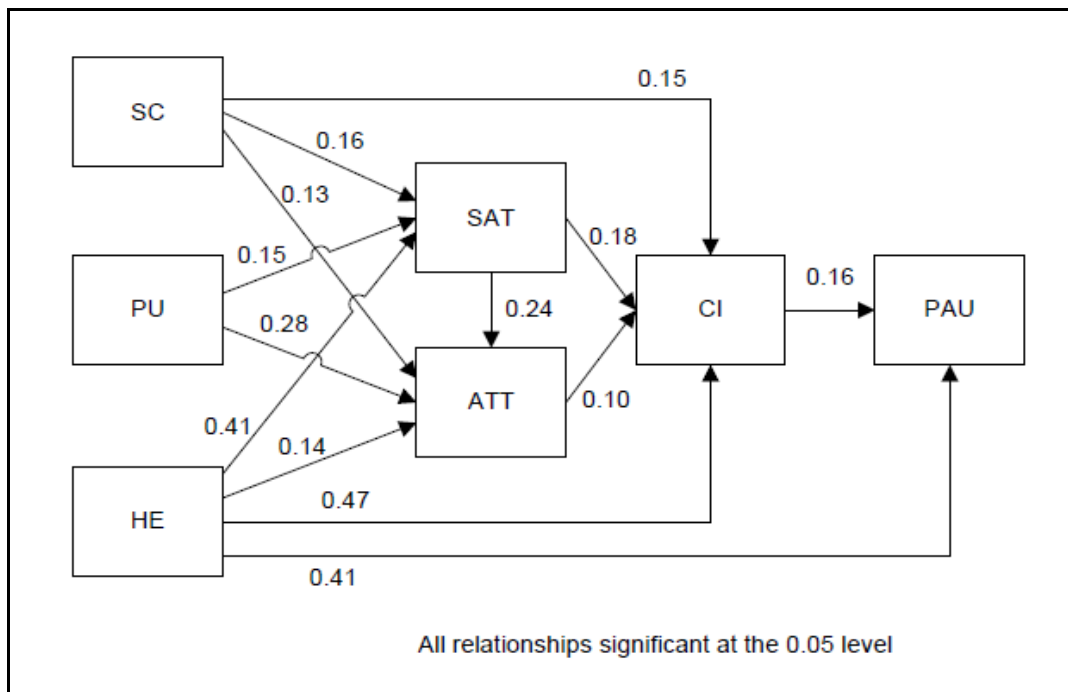 SC
0.15
0.16
0.13
SAT
PU
0.15
0.18
0.28
0.24
CI
0.16
PAU
ATT
0.10
0.41
0.14
HE
0.47
0.41
All relationships significant at the 0.05 level